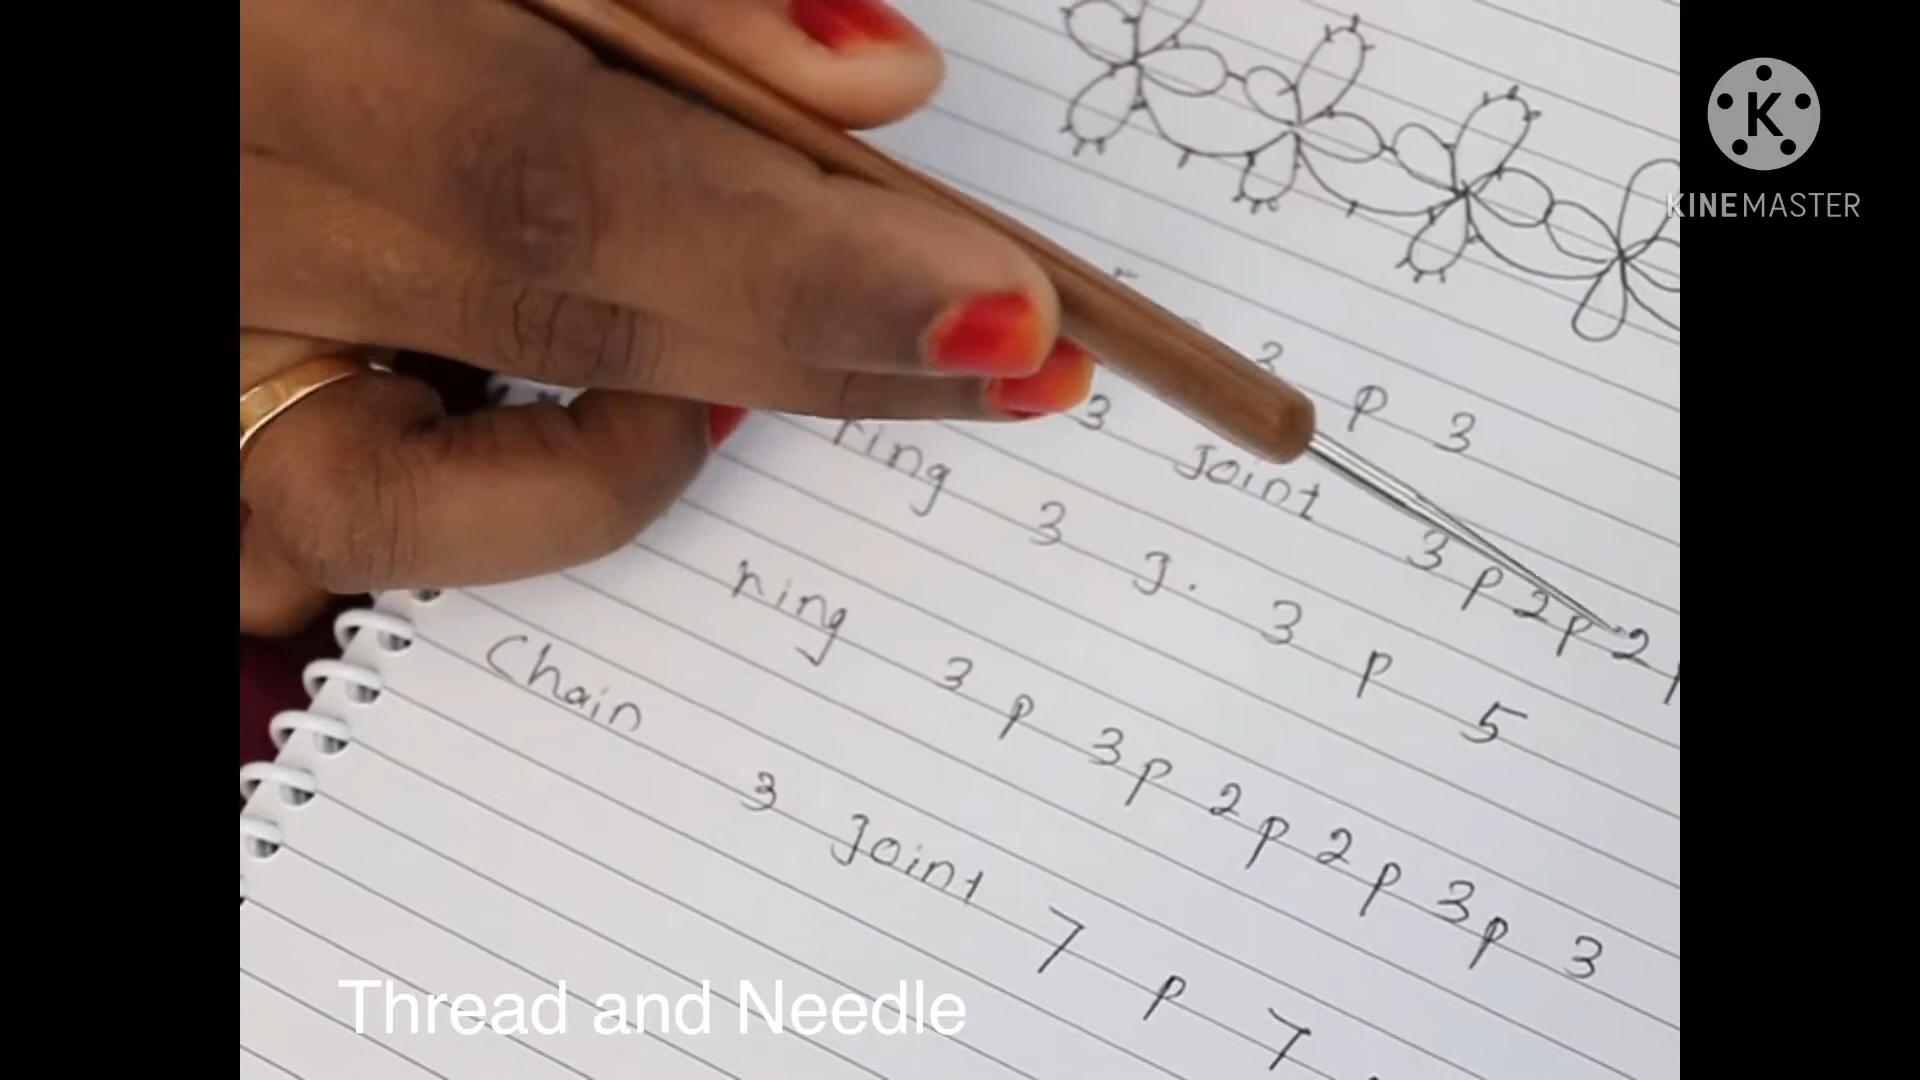 KINEMASTER
3 P 3
3 Joint 3 P 2 P 2 P
ring 3 J. 3 P 5
ring 3 P 3 P 2 P 2 P 3 P 3
Chain 3 Joint 7 P 7
Thread and Needle